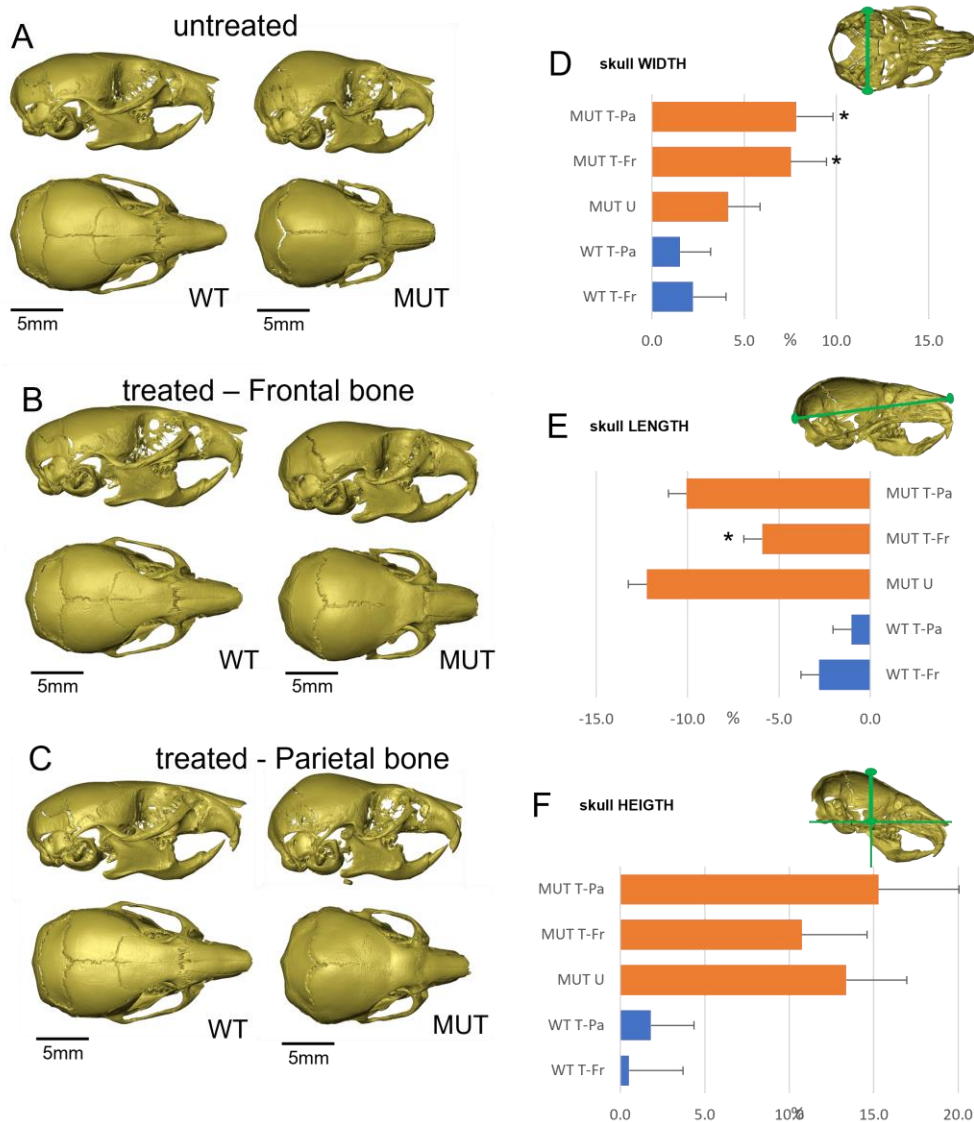 A
untreated
WT
MUT
5mm
5mm
B
treated – Frontal bone
WT
MUT
5mm
5mm
C
treated - Parietal bone
WT
MUT
5mm
5mm
D skull WIDTH
MUT T-Pa *
MUT T-Fr *
MUT U
WT T-Pa
WT T-Fr
0.0 5.0 % 10.0 15.0
E skull LENGTH
MUT T-Pa
* MUT T-Fr
MUT U
WT T-Pa
WT T-Fr
-15.0 -10.0 % -5.0 0.0
F skull HEIGTH
MUT T-Pa
MUT T-Fr
MUT U
WT T-Pa
WT T-Fr
0.0 5.0 10.0 % 15.0 20.0